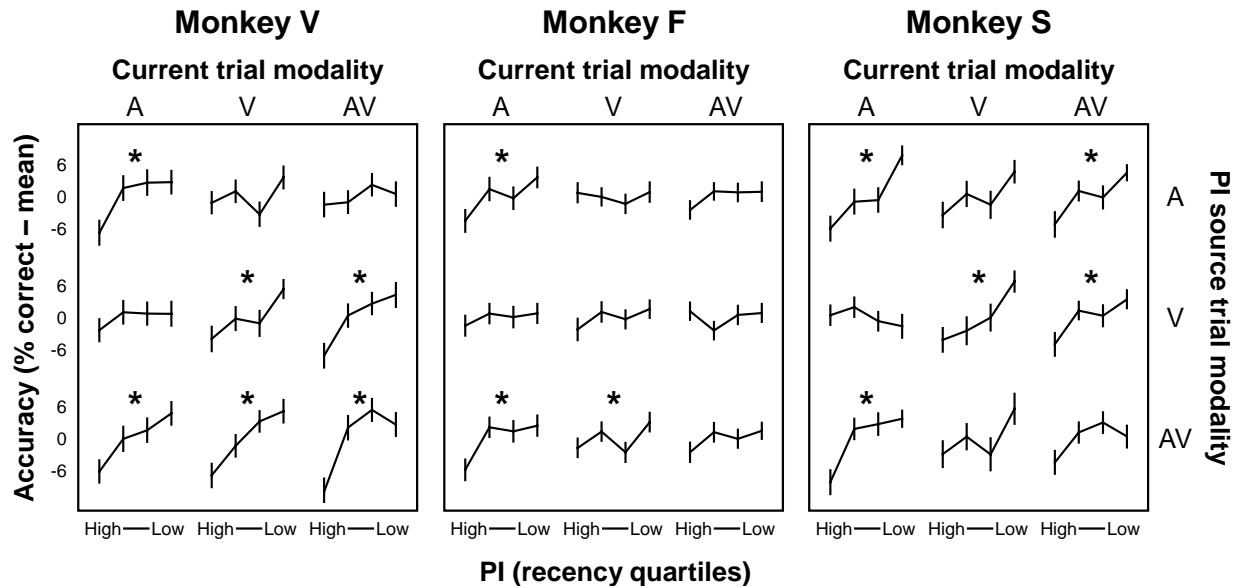 Monkey V Monkey F Monkey S
Current trial modality Current trial modality Current trial modality
A V AV A V AV A V AV
Accuracy (% correct – mean)
6 * * * *
0
-6
A
6 * * * *
0
-6
V
6 * * * * * *
0
-6
AV
PI source trial modality
High—Low High—Low High—Low High—Low High—Low High—Low High—Low High—Low High—Low
PI (recency quartiles)